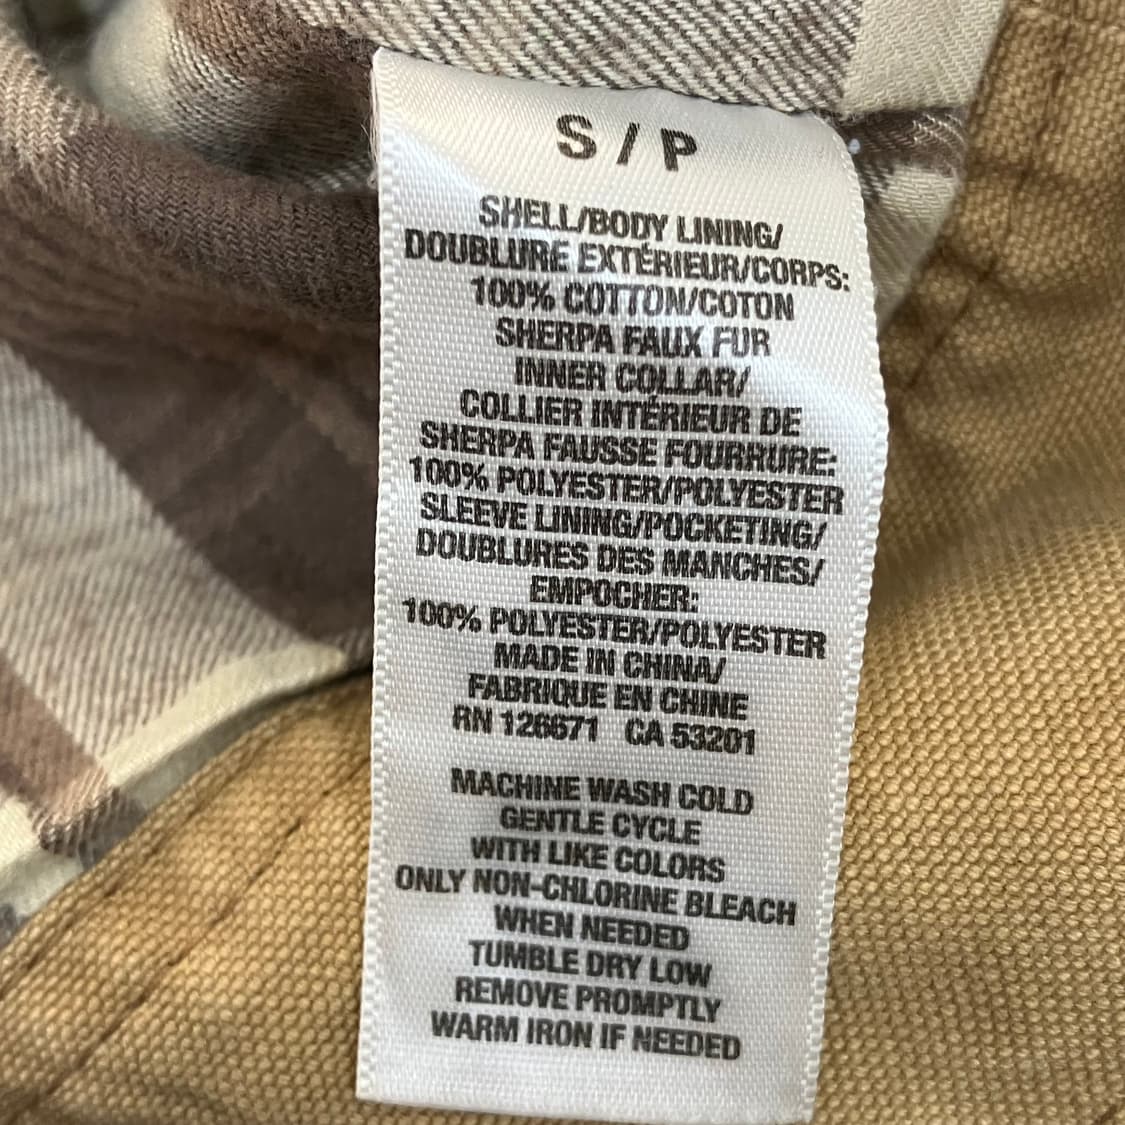 S / P
SHELL/BODY LINING/
DOUBLURE EXTÉRIEUR/CORPS:
100% COTTON/COTON
SHERPA FAUX FUR
INNER COLLAR/
COLLIER INTÉRIEUR DE
SHERPA FAUSSE FOURRURE:
100% POLYESTER/POLYESTER
SLEEVE LINING/POCKETING/
DOUBLURES DES MANCHES/
EMPOCHER:
100% POLYESTER/POLYESTER
MADE IN CHINA/
FABRIQUE EN CHINE
RN 126671 CA 53201
MACHINE WASH COLD
GENTLE CYCLE
WITH LIKE COLORS
ONLY NON-CHLORINE BLEACH
WHEN NEEDED
TUMBLE DRY LOW
REMOVE PROMPTLY
WARM IRON IF NEEDED